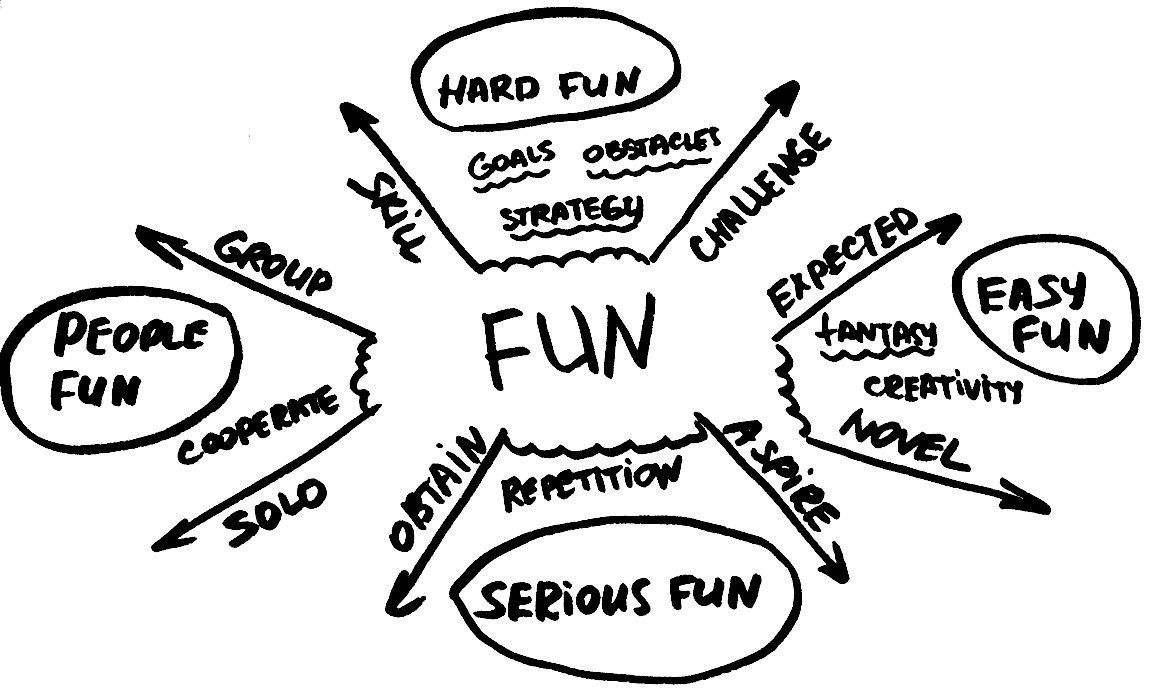 HARD FUN
GOALS OBSTACLES
STRATEGY
SKILL
CHALLENGE
GROUP
PEOPLE
FUN
COOPERATE
SOLO
FUN
EXPECTED
EASY
FUN
fANTASY
CREATiViTY
NOVEL
OBTAIN
REPETITION
ASPiRE
SERiOUS FUN